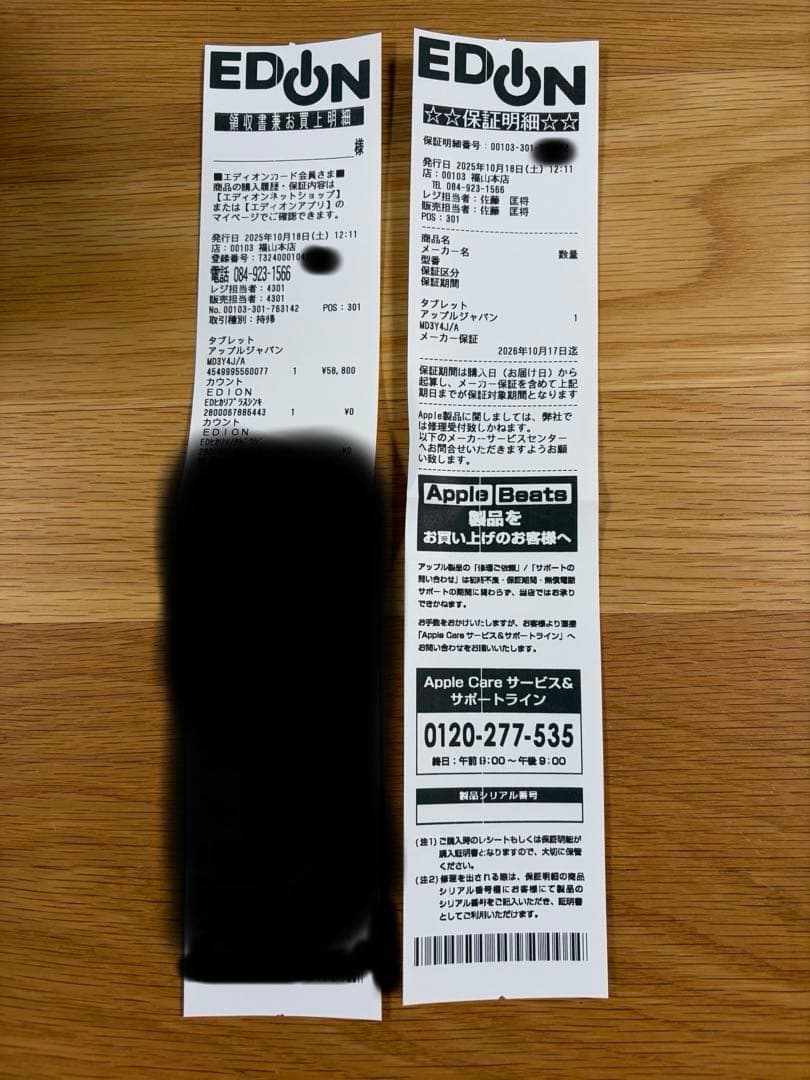 EDION
領収書兼お買上明細
様
■エディオンカード会員さま■
商品の購入履歴・保証内容は
【エディオンネットショップ】
または【エディオンアプリ】の
マイページでご確認できます。
発行日 2025年10月18日(土) 12:11
店:00103 福山本店
登録番号:T324000104
電話 084-923-1566
レジ担当者:4301
販売担当者:4301
No.00103-301-763142 POS:301
取引種別:持帰
タブレット
アップルジャパン
MD3Y4J/A
4549995560077 1 ¥58,800
カウント
EDION
EDヒカリプラスシンキ
2800067886443 1 ¥0
カウント
EDION
¥0
EDION
☆☆保証明細☆☆
保証明細番号:00103-301-
発行日 2025年10月18日(土) 12:11
店:00103 福山本店
TEL 084-923-1566
レジ担当者:佐藤 匡将
販売担当者:佐藤 匡将
POS:301
商品名
メーカー名 数量
型番
保証区分
保証期間
タブレット
アップルジャパン 1
MD3Y4J/A
メーカー保証
2026年10月17日迄
保証期間は購入日(お届け日)から
起算し、メーカー保証を含めて上記
期日までが保証対象期間となります
Apple製品に関しましては、弊社で
は修理受付致しかねます。
以下のメーカーサービスセンター
へお問合せいただきますようお願
い致します。
Apple Beats
製品を
お買い上げのお客様へ
アップル製品の「修理ご依頼」/「サポートの
問い合わせ」は初期不良・保証期間・無償電話
サポートの期間に関わらず、当店ではお承り
できかねます。
お手数をおかけいたしますが、お客様より直接
「Apple Care サービス&サポートライン」へ
お問い合わせをお願いいたします。
Apple Care サービス&
サポートライン
0120-277-535
終日:午前9:00~午後9:00
製品シリアル番号
(注1)ご購入時のレシートもしくは保証明細が
購入証明書となりますので、大切に保管
ください。
(注2)修理を出される際は、保証明細の商品
シリアル番号欄にお客様にて製品の
シリアル番号をご記入いただき、証明書
としてご利用いただけます。